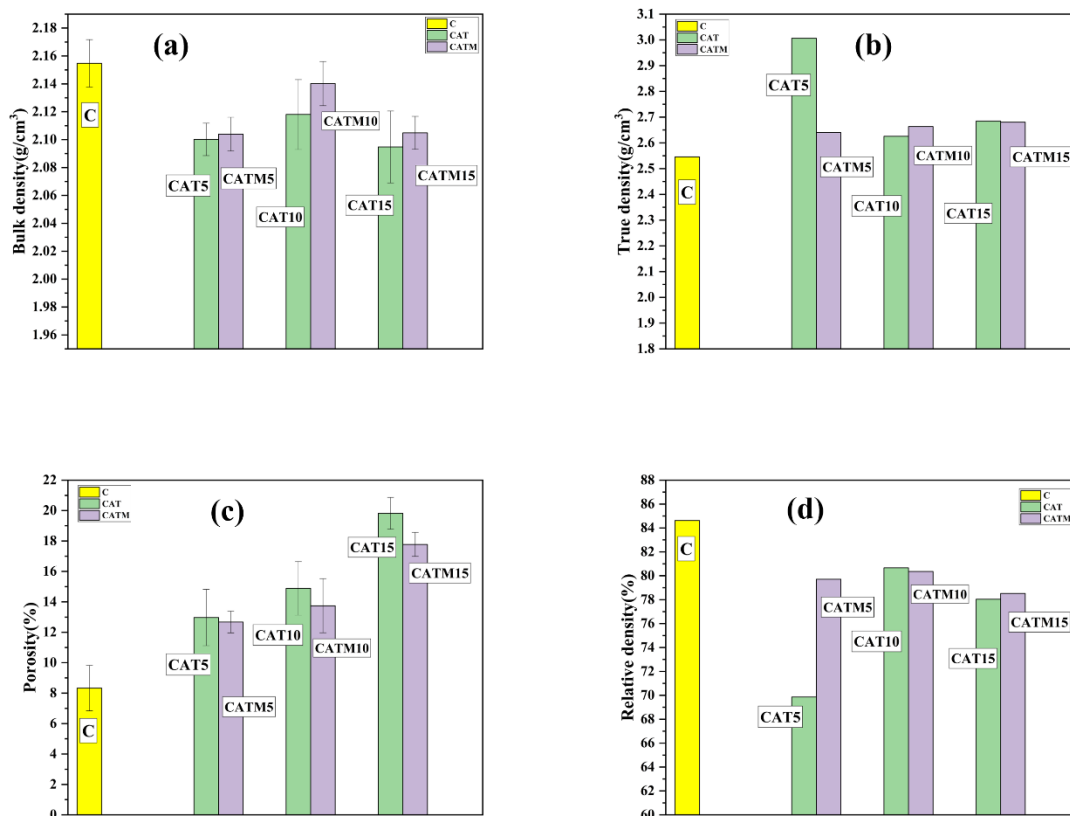 (a)
C
CAT
CATM
Bulk density(g/cm³)
2.18
2.16
2.14
2.12
2.10
2.08
2.06
2.04
2.02
2.00
1.98
1.96
C
CAT5
CATM5
CAT10
CATM10
CAT15
CATM15
(b)
C
CAT
CATM
True density(g/cm³)
3.1
3.0
2.9
2.8
2.7
2.6
2.5
2.4
2.3
2.2
2.1
2.0
1.9
1.8
C
CAT5
CATM5
CAT10
CATM10
CAT15
CATM15
(c)
C
CAT
CATM
Porosity(%)
22
20
18
16
14
12
10
8
6
4
2
0
C
CAT5
CATM5
CAT10
CATM10
CAT15
CATM15
(d)
C
CAT
CATM
Relative density(%)
88
86
84
82
80
78
76
74
72
70
68
66
64
62
60
C
CAT5
CATM5
CAT10
CATM10
CAT15
CATM15